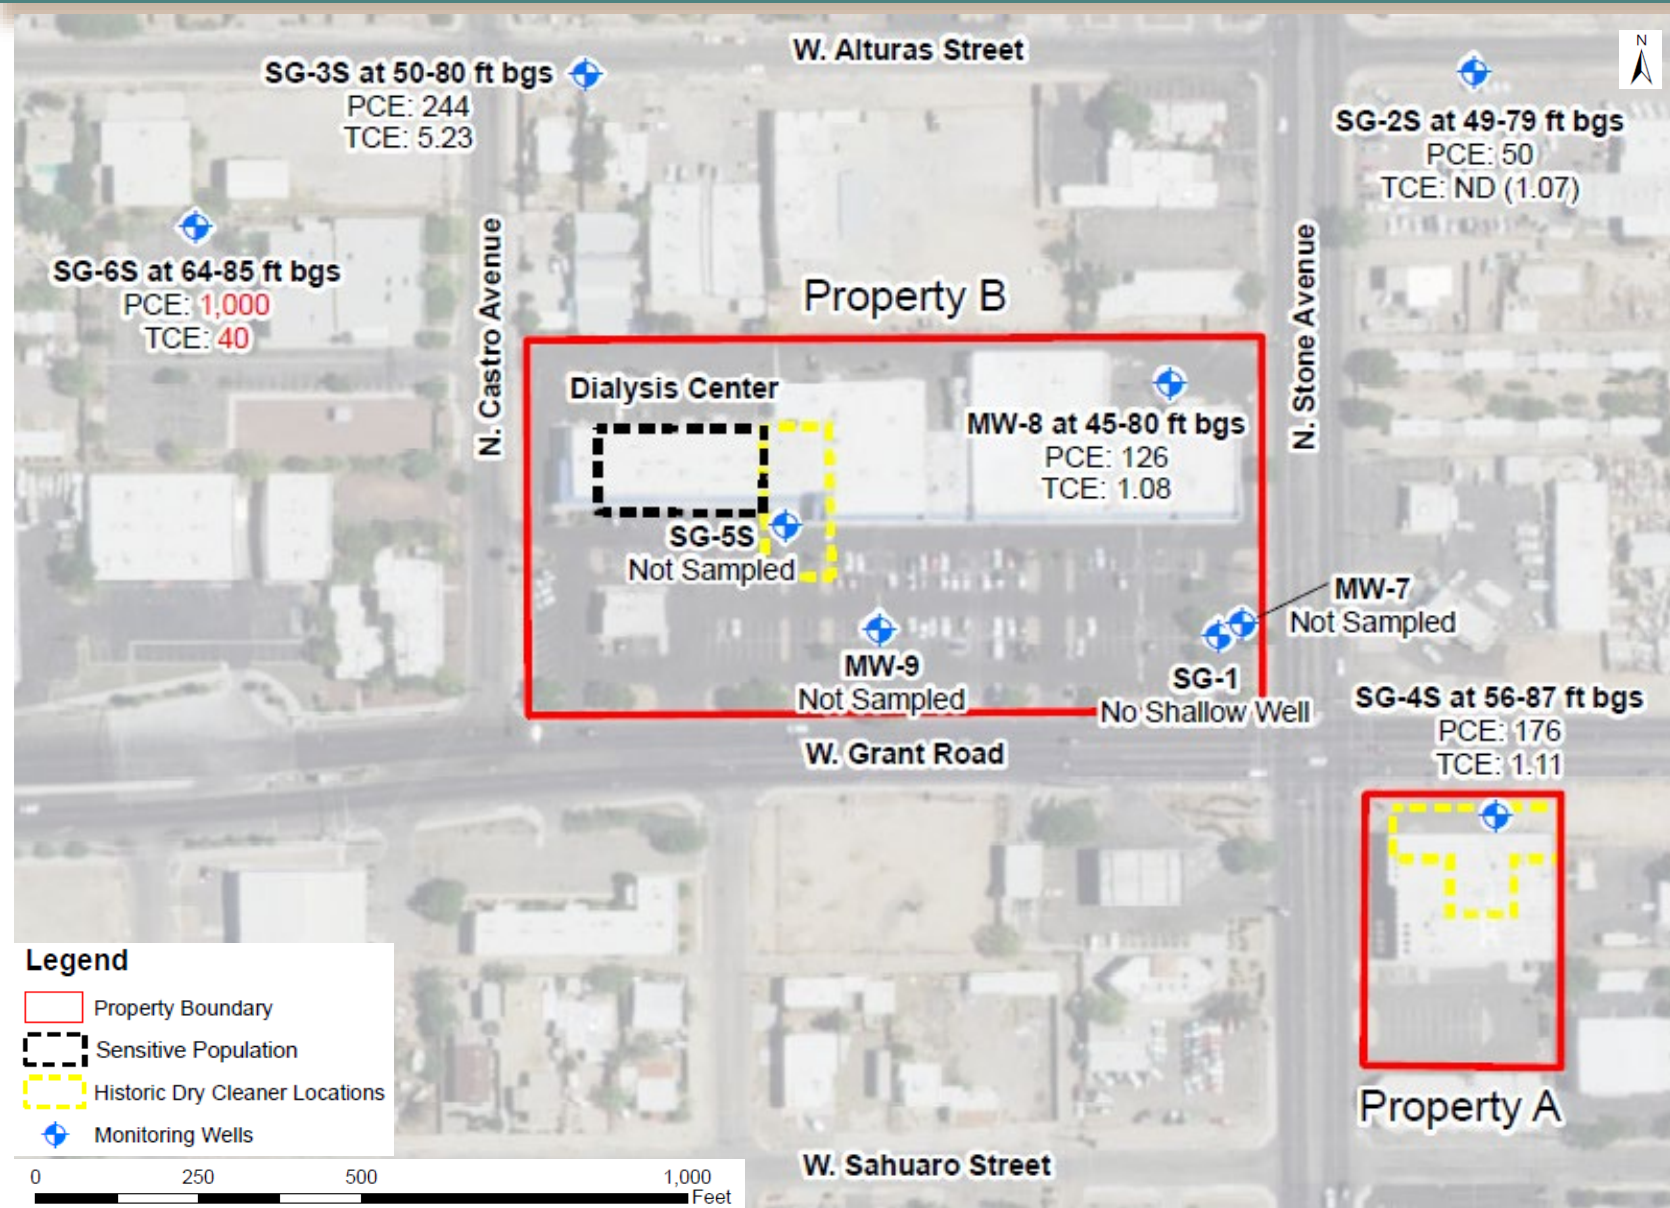 W. Alturas Street
N
SG-3S at 50-80 ft bgs
PCE: 244
TCE: 5.23
SG-2S at 49-79 ft bgs
PCE: 50
TCE: ND (1.07)
SG-6S at 64-85 ft bgs
PCE: 1,000
TCE: 40
N. Castro Avenue
N. Stone Avenue
Property B
Dialysis Center
MW-8 at 45-80 ft bgs
PCE: 126
TCE: 1.08
SG-5S
Not Sampled
MW-7
Not Sampled
MW-9
Not Sampled
SG-1
No Shallow Well
SG-4S at 56-87 ft bgs
PCE: 176
TCE: 1.11
W. Grant Road
Property A
Legend
Property Boundary
Sensitive Population
Historic Dry Cleaner Locations
Monitoring Wells
W. Sahuaro Street
0 250 500 1,000
Feet